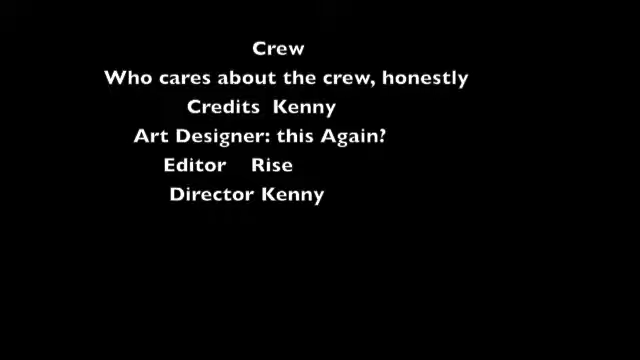 Crew
Who cares about the crew, honestly
Credits  Kenny
Art Designer: this Again?
Editor    Rise
Director Kenny